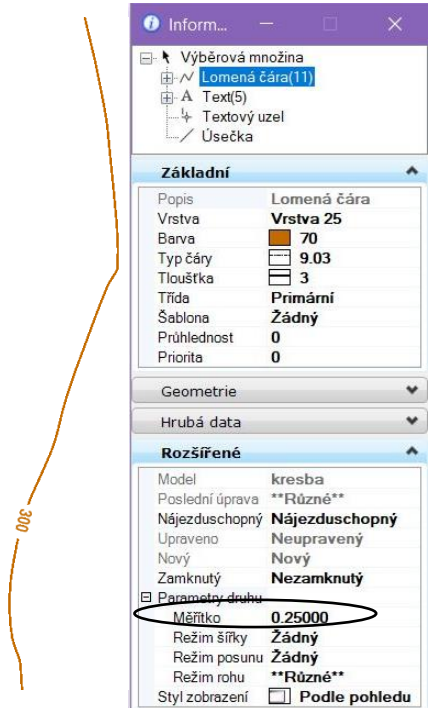 Inform...
Výběrová množina
Lomená čára(11)
A Text(5)
Textový uzel
Úsečka
Základní
Popis Lomená čára
Vrstva Vrstva 25
Barva 70
Typ čáry 9.03
Tloušťka 3
Třída Primární
Šablona Žádný
Průhlednost 0
Priorita 0
Geometrie
Hrubá data
Rozšířené
Model kresba
Poslední úprava **Různé**
Nájezduschopný Nájezduschopný
Upraveno Neupravený
Nový Nový
Zamknutý Nezamknutý
Parametry druhu
Měřítko 0.25000
Režim šířky Žádný
Režim posunu Žádný
Režim rohu **Různé**
Styl zobrazení Podle pohledu
300